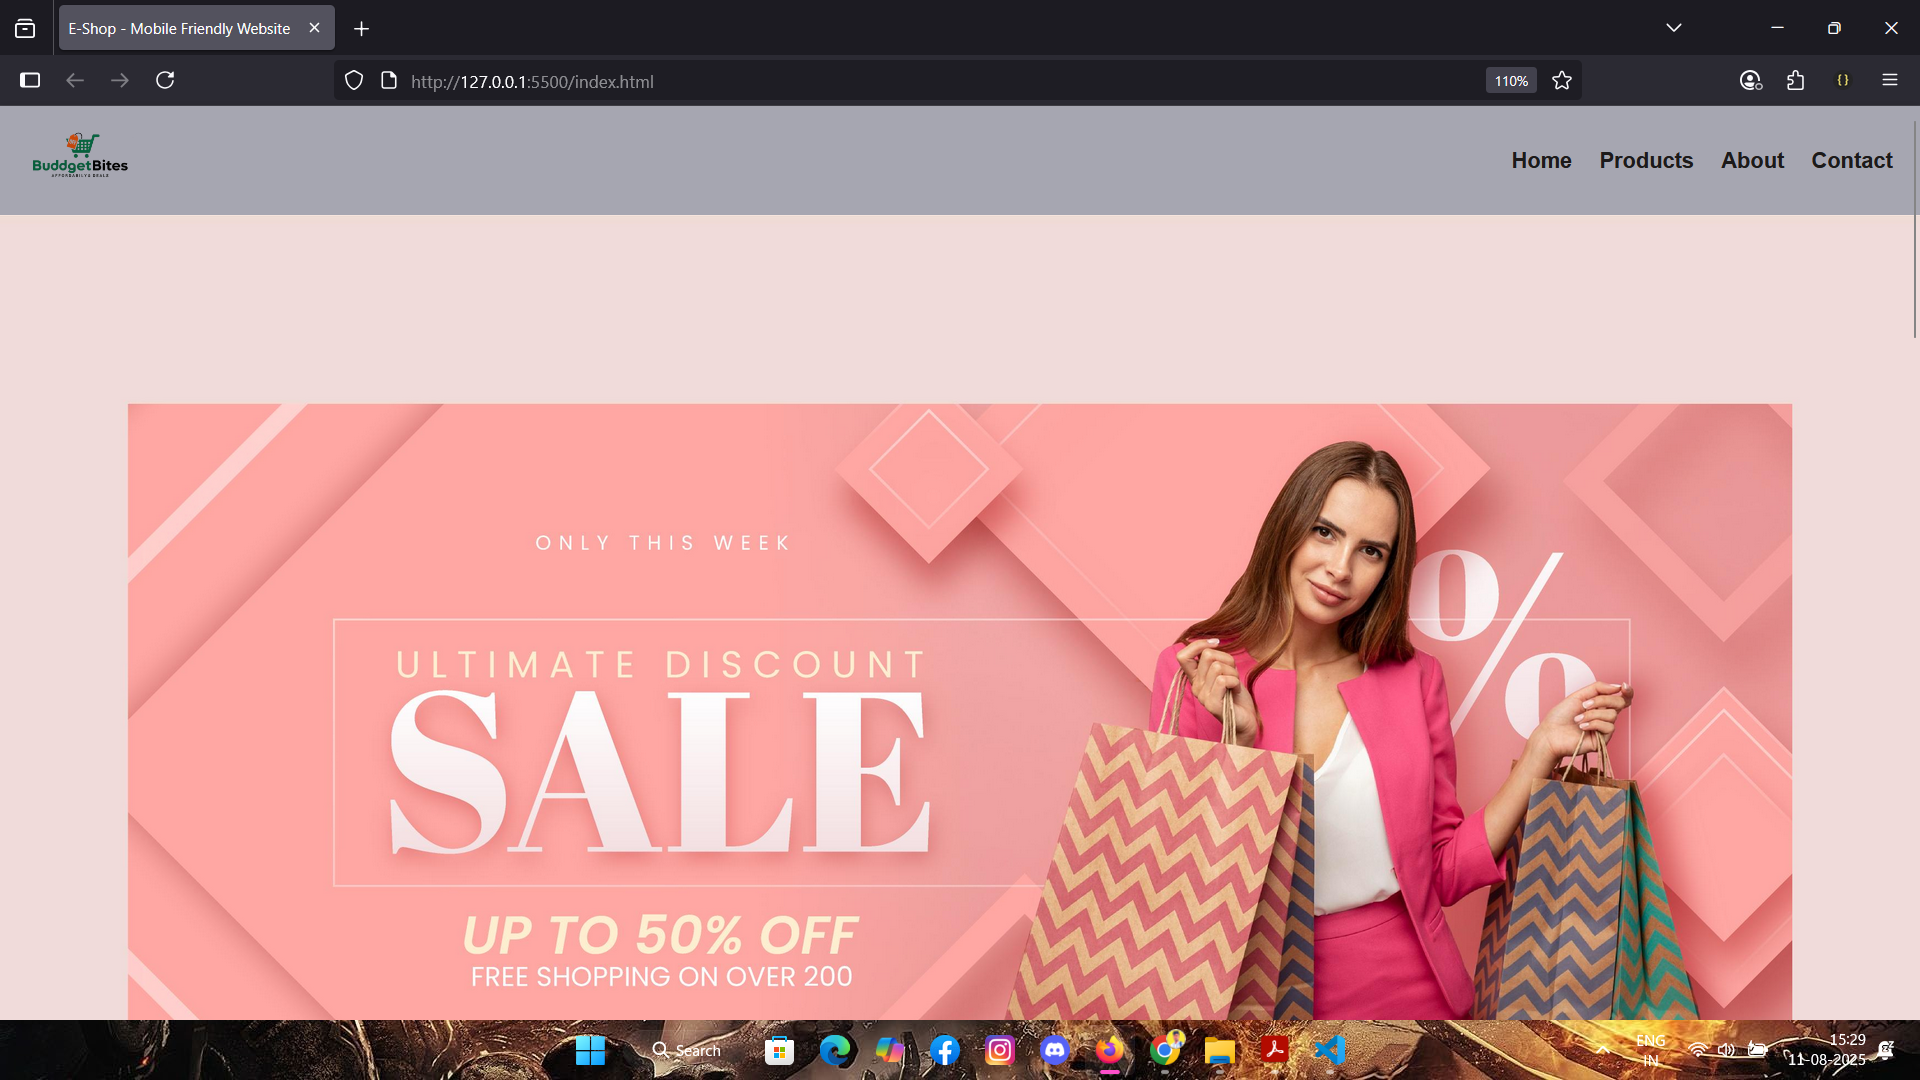 E-Shop - Mobile Friendly Website
http://127.0.0.1:5500/index.html
110%
BuddgetBites
Home Products About Contact
ONLY THIS WEEK
ULTIMATE DISCOUNT
SALE
%
UP TO 50% OFF
FREE SHOPPING ON OVER 200
Search
ENG
IN
15:29
11-08-2025